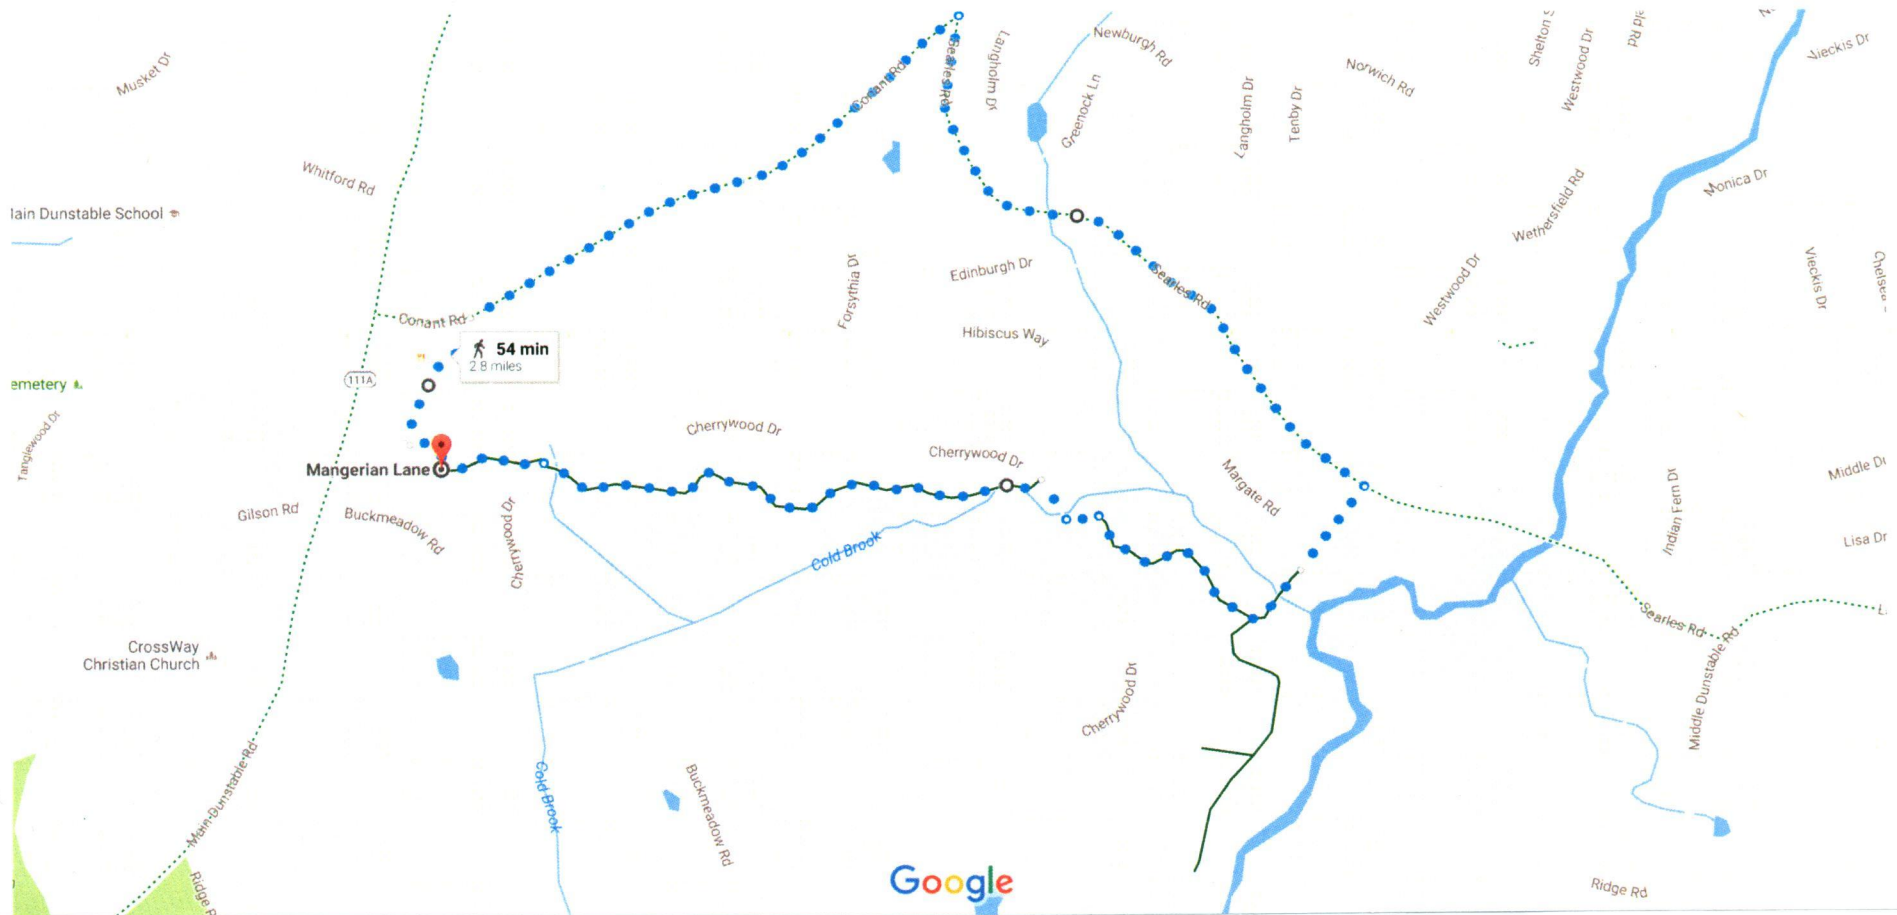 Musket Dr
Conant Rd
Searles Rd
Langholm Dr
Newburgh Rd
Greenock Ln
Langholm Dr
Tenby Dr
Norwich Rd
Westwood Dr
Vieckis Dr
Monica Dr
Whitford Rd
Main Dunstable School
Wethersfield Rd
Edinburgh Dr
Forsythia Dr
Searles Rd
Westwood Dr
Vieckis Dr
Conant Rd
Hibiscus Way
54 min
2.8 miles
111A
emetery
Tanglewood Dr
Cherrywood Dr
Cherrywood Dr
Mangerian Lane
Margate Rd
Middle Dr
Gilson Rd
Buckmeadow Rd
Cherrywood Dr
Indian Fern Dr
Lisa Dr
Cold Brook
CrossWay
Christian Church
Searles Rd
Middle Dunstable Rd
Cherrywood Dr
Main Dunstable Rd
Cold Brook
Buckmeadow Rd
Google
Ridge R
Ridge Rd